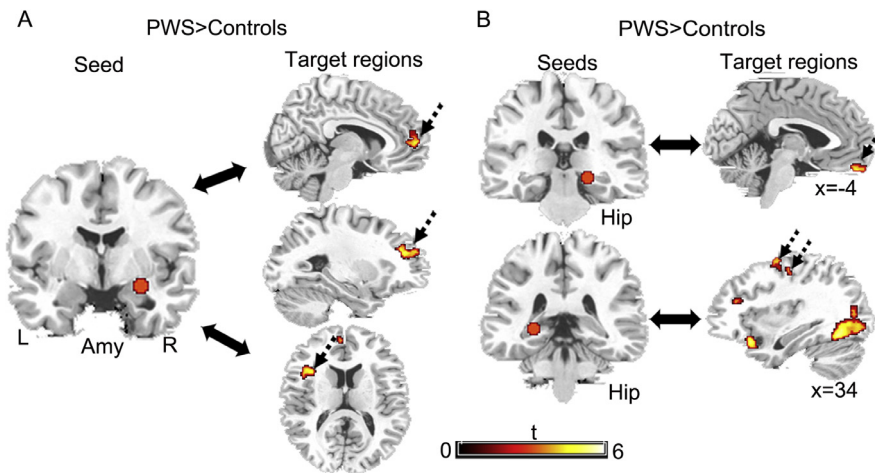 A
PWS>Controls
Seed
Target regions
L
Amy
R
B
PWS>Controls
Seeds
Target regions
Hip
x=-4
Hip
x=34
0
t
6